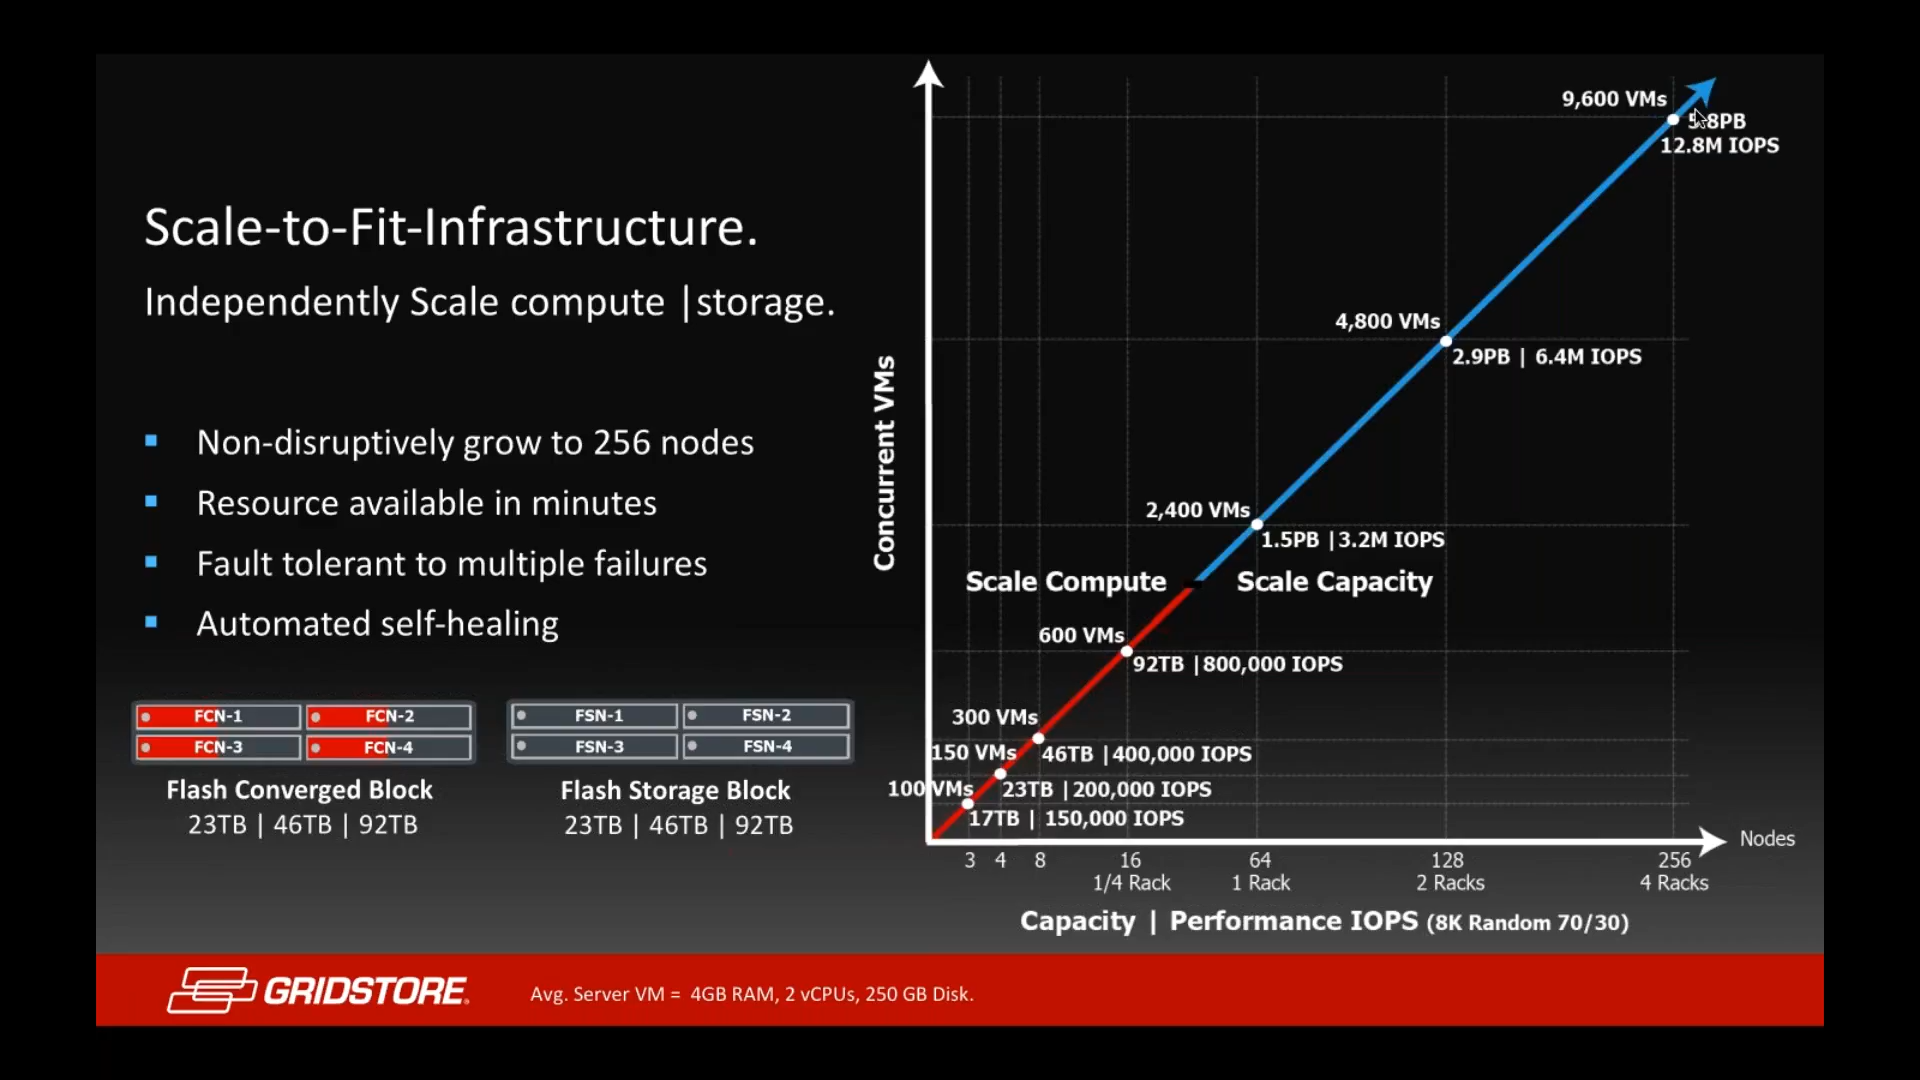 Scale-to-Fit-Infrastructure.
Independently Scale compute |storage.
Non-disruptively grow to 256 nodes
Resource available in minutes
Fault tolerant to multiple failures
Automated self-healing
FCN-1
FCN-2
FCN-3
FCN-4
Flash Converged Block
23TB | 46TB | 92TB
FSN-1
FSN-2
FSN-3
FSN-4
Flash Storage Block
23TB | 46TB | 92TB
Concurrent VMs
9,600 VMs
5.8PB
12.8M IOPS
4,800 VMs
2.9PB | 6.4M IOPS
2,400 VMs
1.5PB |3.2M IOPS
Scale Compute
Scale Capacity
600 VMs
92TB |800,000 IOPS
300 VMs
46TB |400,000 IOPS
150 VMs
23TB |200,000 IOPS
100 VMs
17TB | 150,000 IOPS
Nodes
3 4 8 16 64 128 256
1/4 Rack 1 Rack 2 Racks 4 Racks
Capacity | Performance IOPS (8K Random 70/30)
GRIDSTORE
Avg. Server VM = 4GB RAM, 2 vCPUs, 250 GB Disk.